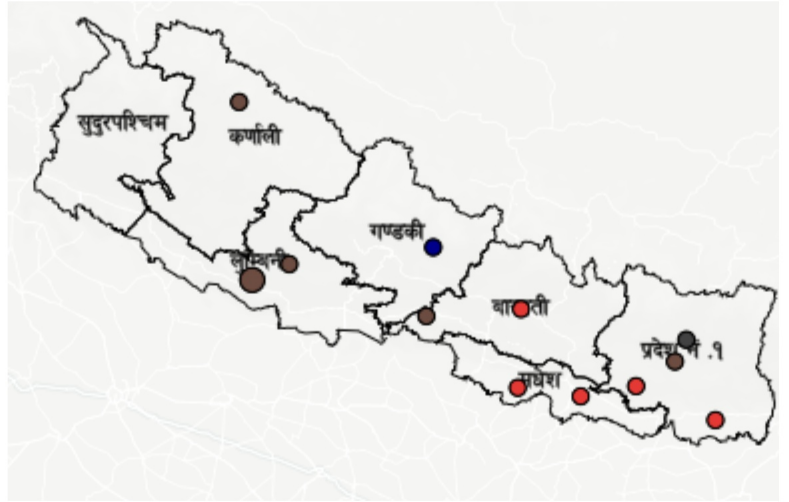 सुदुरपश्चिम
कर्णाली
गण्डकी
लुम्बिनी
बागमती
प्रदेश नं .१
मधेश